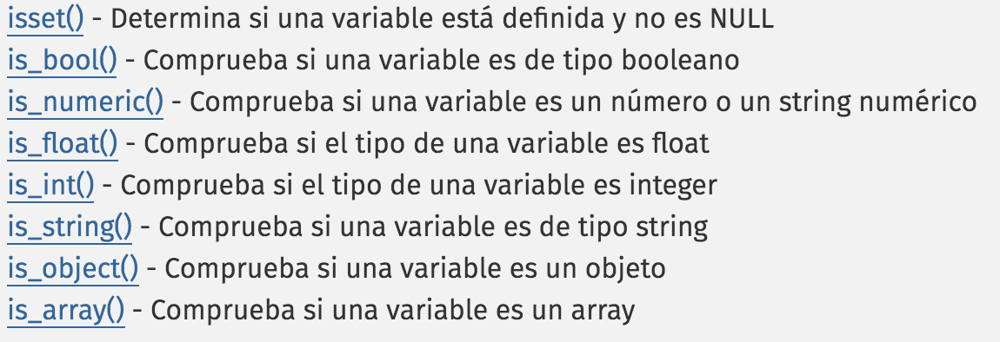 isset() - Determina si una variable está definida y no es NULL
is_bool() - Comprueba si una variable es de tipo booleano
is_numeric() - Comprueba si una variable es un número o un string numérico
is_float() - Comprueba si el tipo de una variable es float
is_int() - Comprueba si el tipo de una variable es integer
is_string() - Comprueba si una variable es de tipo string
is_object() - Comprueba si una variable es un objeto
is_array() - Comprueba si una variable es un array